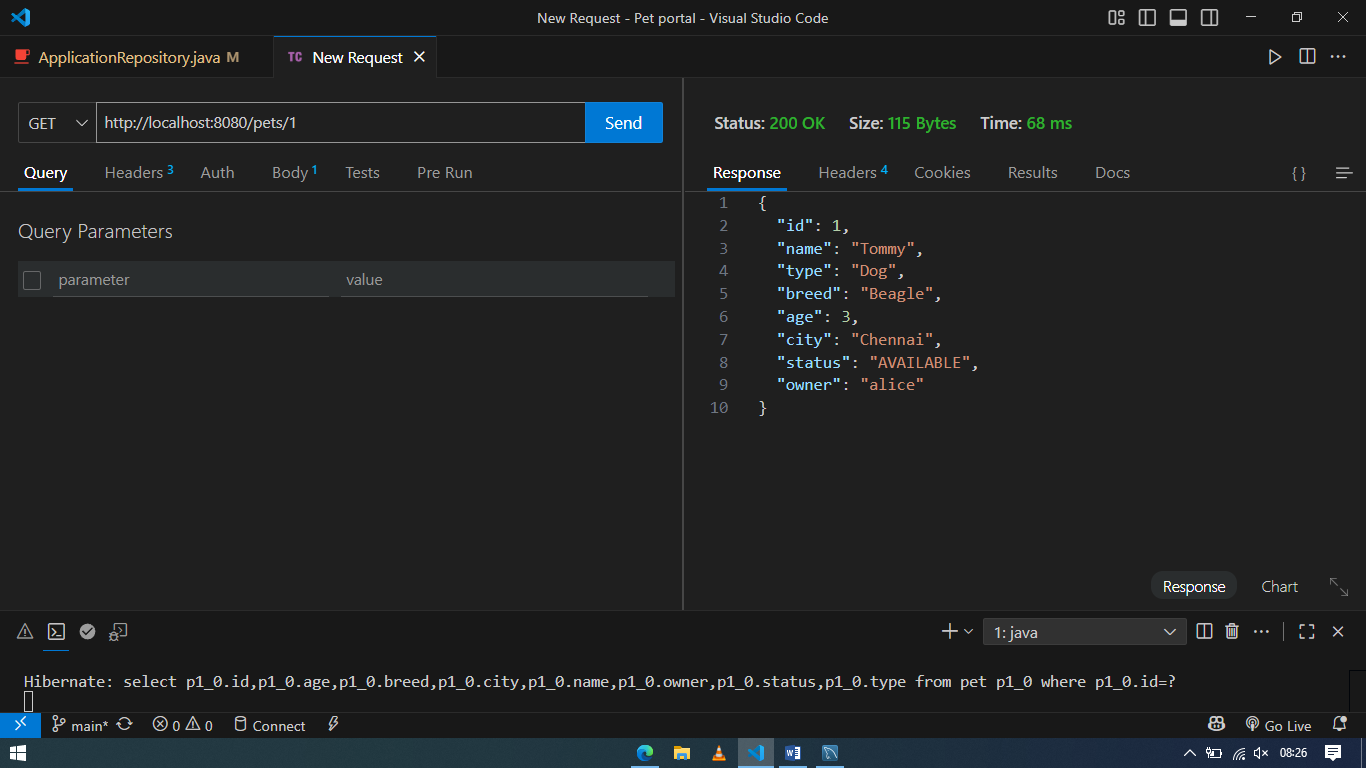 New Request - Pet portal - Visual Studio Code
ApplicationRepository.java M
TC New Request
GET http://localhost:8080/pets/1 Send
Query Headers 3 Auth Body 1 Tests Pre Run
Query Parameters
parameter value
Status: 200 OK Size: 115 Bytes Time: 68 ms
Response Headers 4 Cookies Results Docs { }
1 {
2 "id": 1,
3 "name": "Tommy",
4 "type": "Dog",
5 "breed": "Beagle",
6 "age": 3,
7 "city": "Chennai",
8 "status": "AVAILABLE",
9 "owner": "alice"
10 }
Response Chart
1: java
Hibernate: select p1_0.id,p1_0.age,p1_0.breed,p1_0.city,p1_0.name,p1_0.owner,p1_0.status,p1_0.type from pet p1_0 where p1_0.id=?
main* 0 0 Connect Go Live
08:26